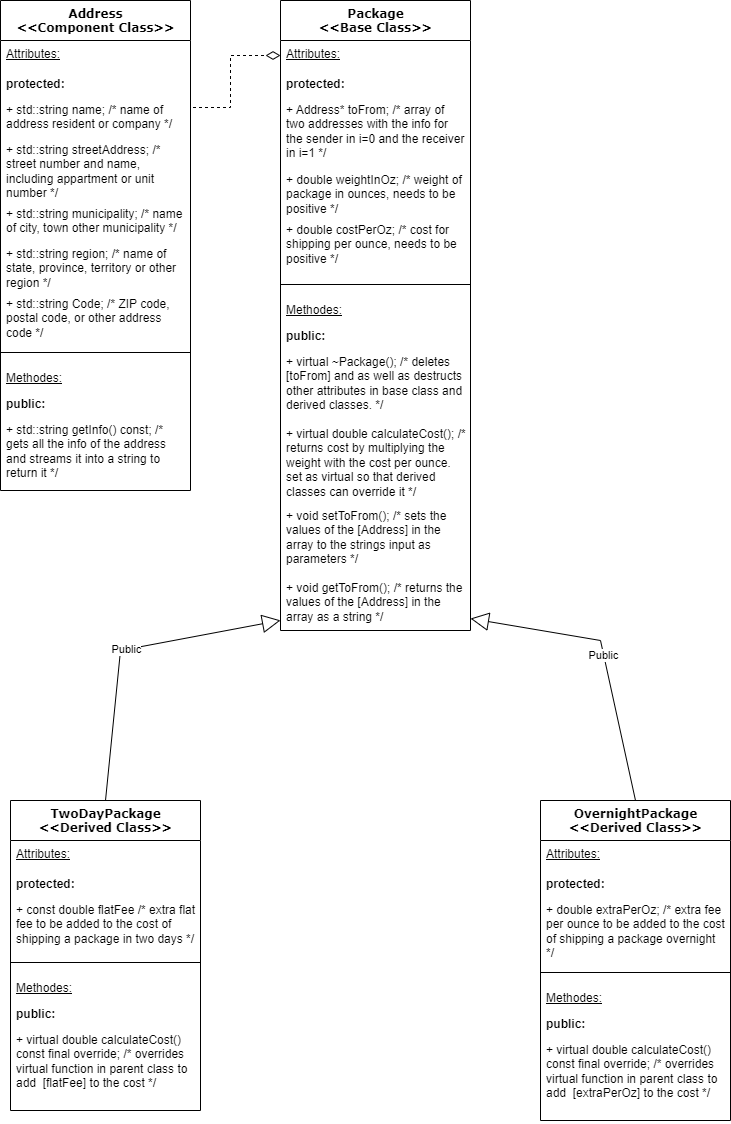 Address
<<Component Class>>
Attributes:
protected:
+ std::string name; /* name of
address resident or company */
+ std::string streetAddress; /*
street number and name,
including appartment or unit
number */
+ std::string municipality; /* name
of city, town other municipality */
+ std::string region; /* name of
state, province, territory or other
region */
+ std::string Code; /* ZIP code,
postal code, or other address
code */
Methodes:
public:
+ std::string getInfo() const; /*
gets all the info of the address
and streams it into a string to
return it */
Package
<<Base Class>>
Attributes:
protected:
+ Address* toFrom; /* array of
two addresses with the info for
the sender in i=0 and the receiver
in i=1 */
+ double weightInOz; /* weight of
package in ounces, needs to be
positive */
+ double costPerOz; /* cost for
shipping per ounce, needs to be
positive */
Methodes:
public:
+ virtual ~Package(); /* deletes
[toFrom] and as well as destructs
other attributes in base class and
derived classes. */
+ virtual double calculateCost(); /*
returns cost by multiplying the
weight with the cost per ounce.
set as virtual so that derived
classes can override it */
+ void setToFrom(); /* sets the
values of the [Address] in the
array to the strings input as
parameters */
+ void getToFrom(); /* returns the
values of the [Address] in the
array as a string */
Public
Public
TwoDayPackage
<<Derived Class>>
Attributes:
protected:
+ const double flatFee /* extra flat
fee to be added to the cost of
shipping a package in two days */
Methodes:
public:
+ virtual double calculateCost()
const final override; /* overrides
virtual function in parent class to
add  [flatFee] to the cost */
OvernightPackage
<<Derived Class>>
Attributes:
protected:
+ double extraPerOz; /* extra fee
per ounce to be added to the cost
of shipping a package overnight
*/
Methodes:
public:
+ virtual double calculateCost()
const final override; /* overrides
virtual function in parent class to
add  [extraPerOz] to the cost */